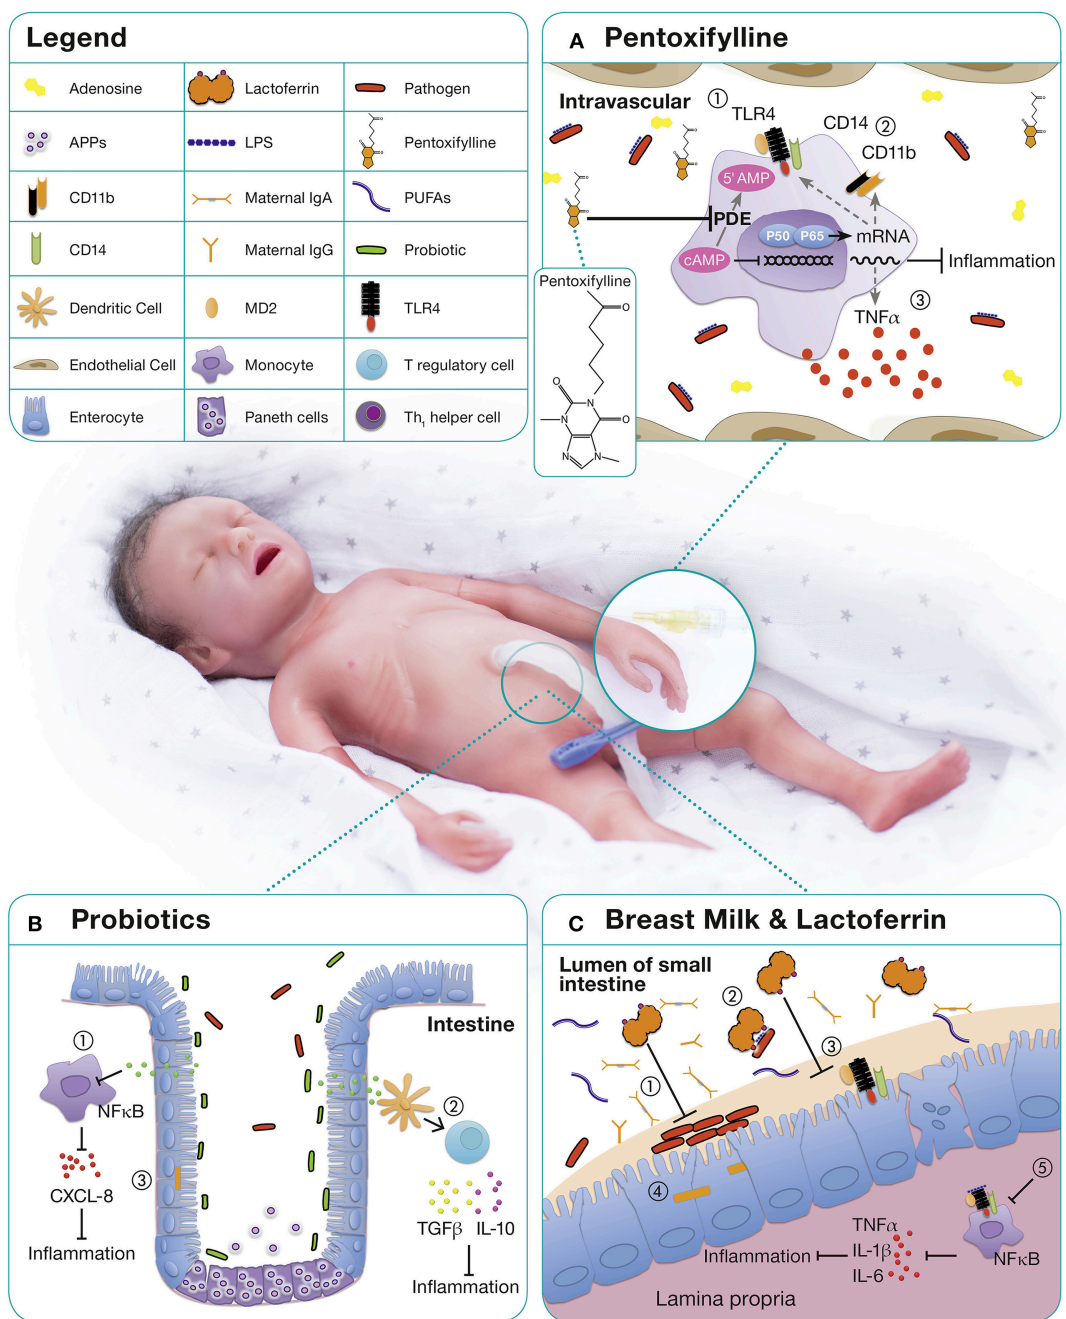 Legend
Adenosine
Lactoferrin
Pathogen
APPs
LPS
Pentoxifylline
CD11b
Maternal IgA
PUFAs
CD14
Maternal IgG
Probiotic
Dendritic Cell
MD2
TLR4
Endothelial Cell
Monocyte
T regulatory cell
Enterocyte
Paneth cells
Th₁ helper cell
A Pentoxifylline
Intravascular
① TLR4
CD14 ②
CD11b
5' AMP
PDE
P50 P65 mRNA
cAMP
Inflammation
③
TNFα
Pentoxifylline
O
O
N
O
N
N
N
B Probiotics
Intestine
①
NFκB
CXCL-8
Inflammation
②
③
TGFβ IL-10
Inflammation
C Breast Milk & Lactoferrin
Lumen of small
intestine
①
②
③
④
⑤
NFκB
TNFα
IL-1β
IL-6
Inflammation
Lamina propria